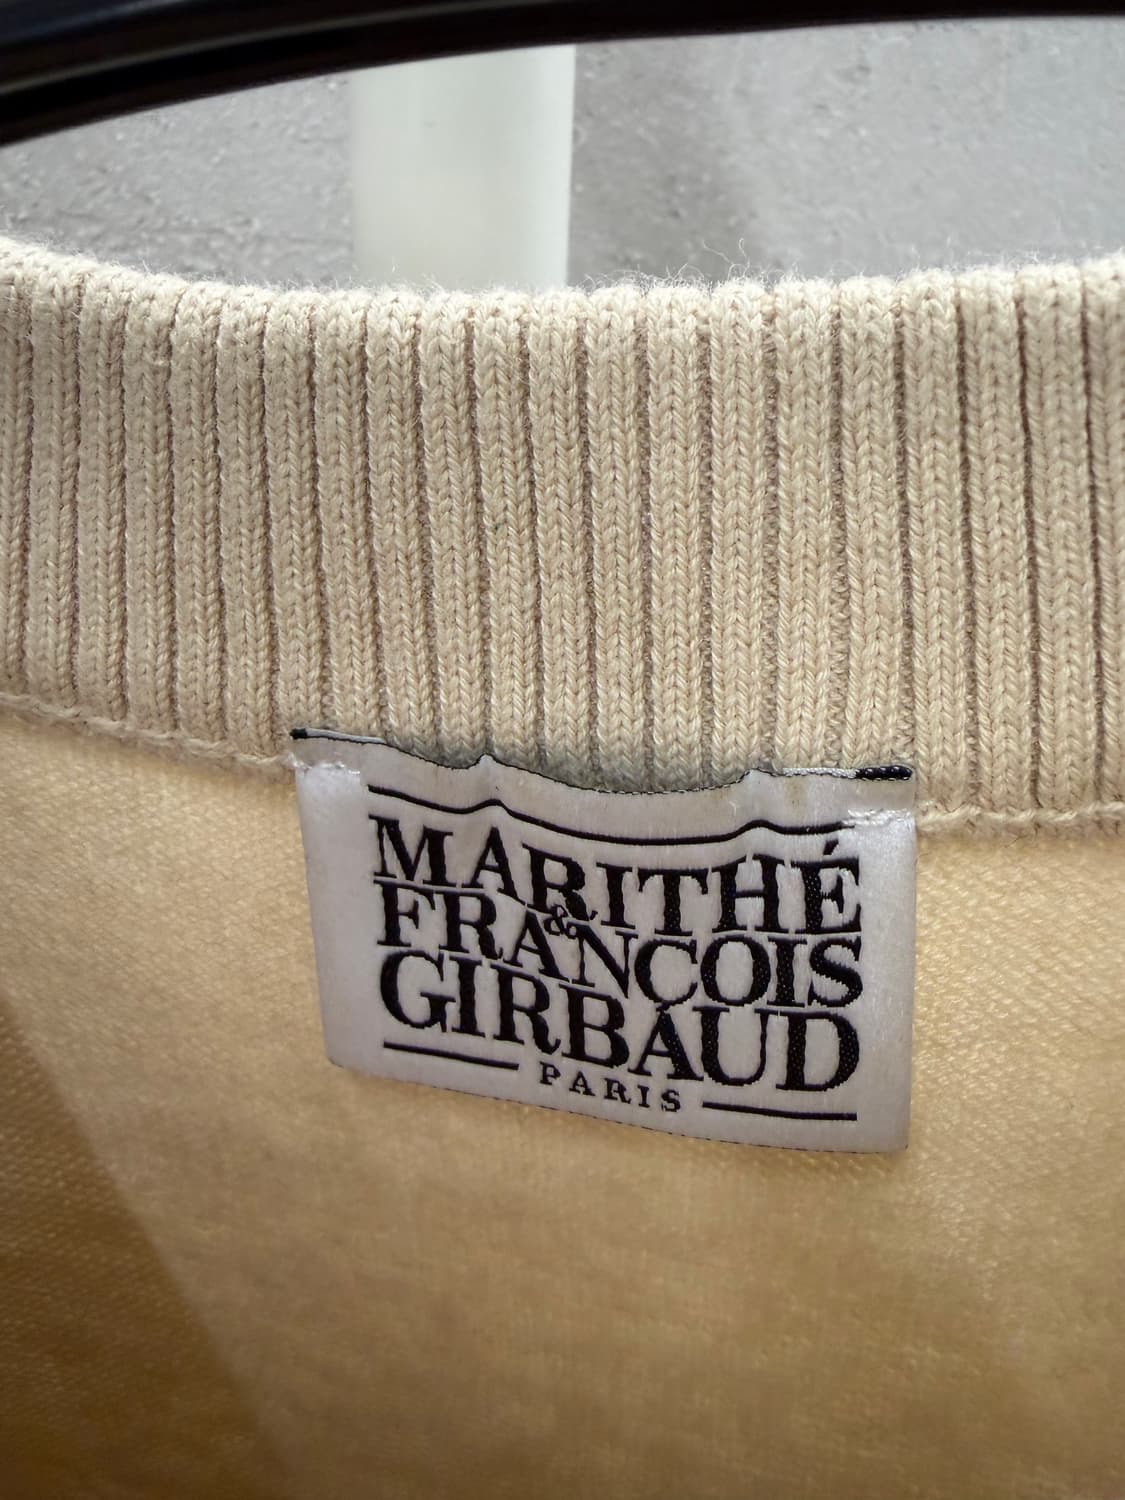 MARITHÉ
&
FRANÇOIS
GIRBAUD
PARIS